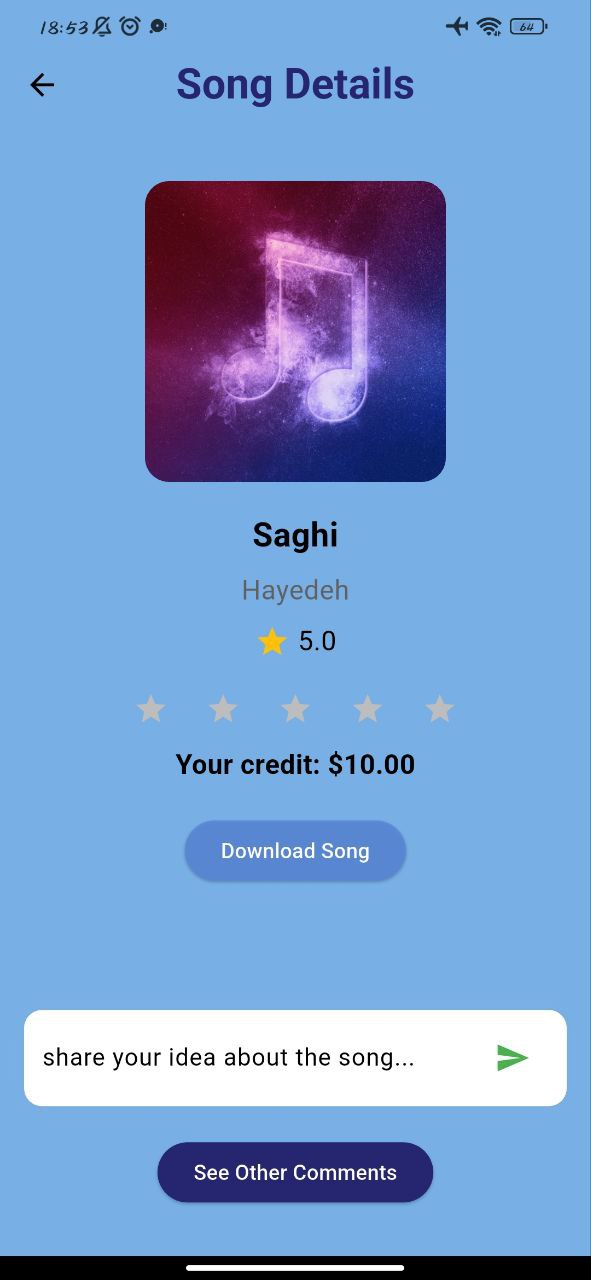 18:53
64
Song Details
Saghi
Hayedeh
5.0
Your credit: $10.00
Download Song
share your idea about the song...
See Other Comments